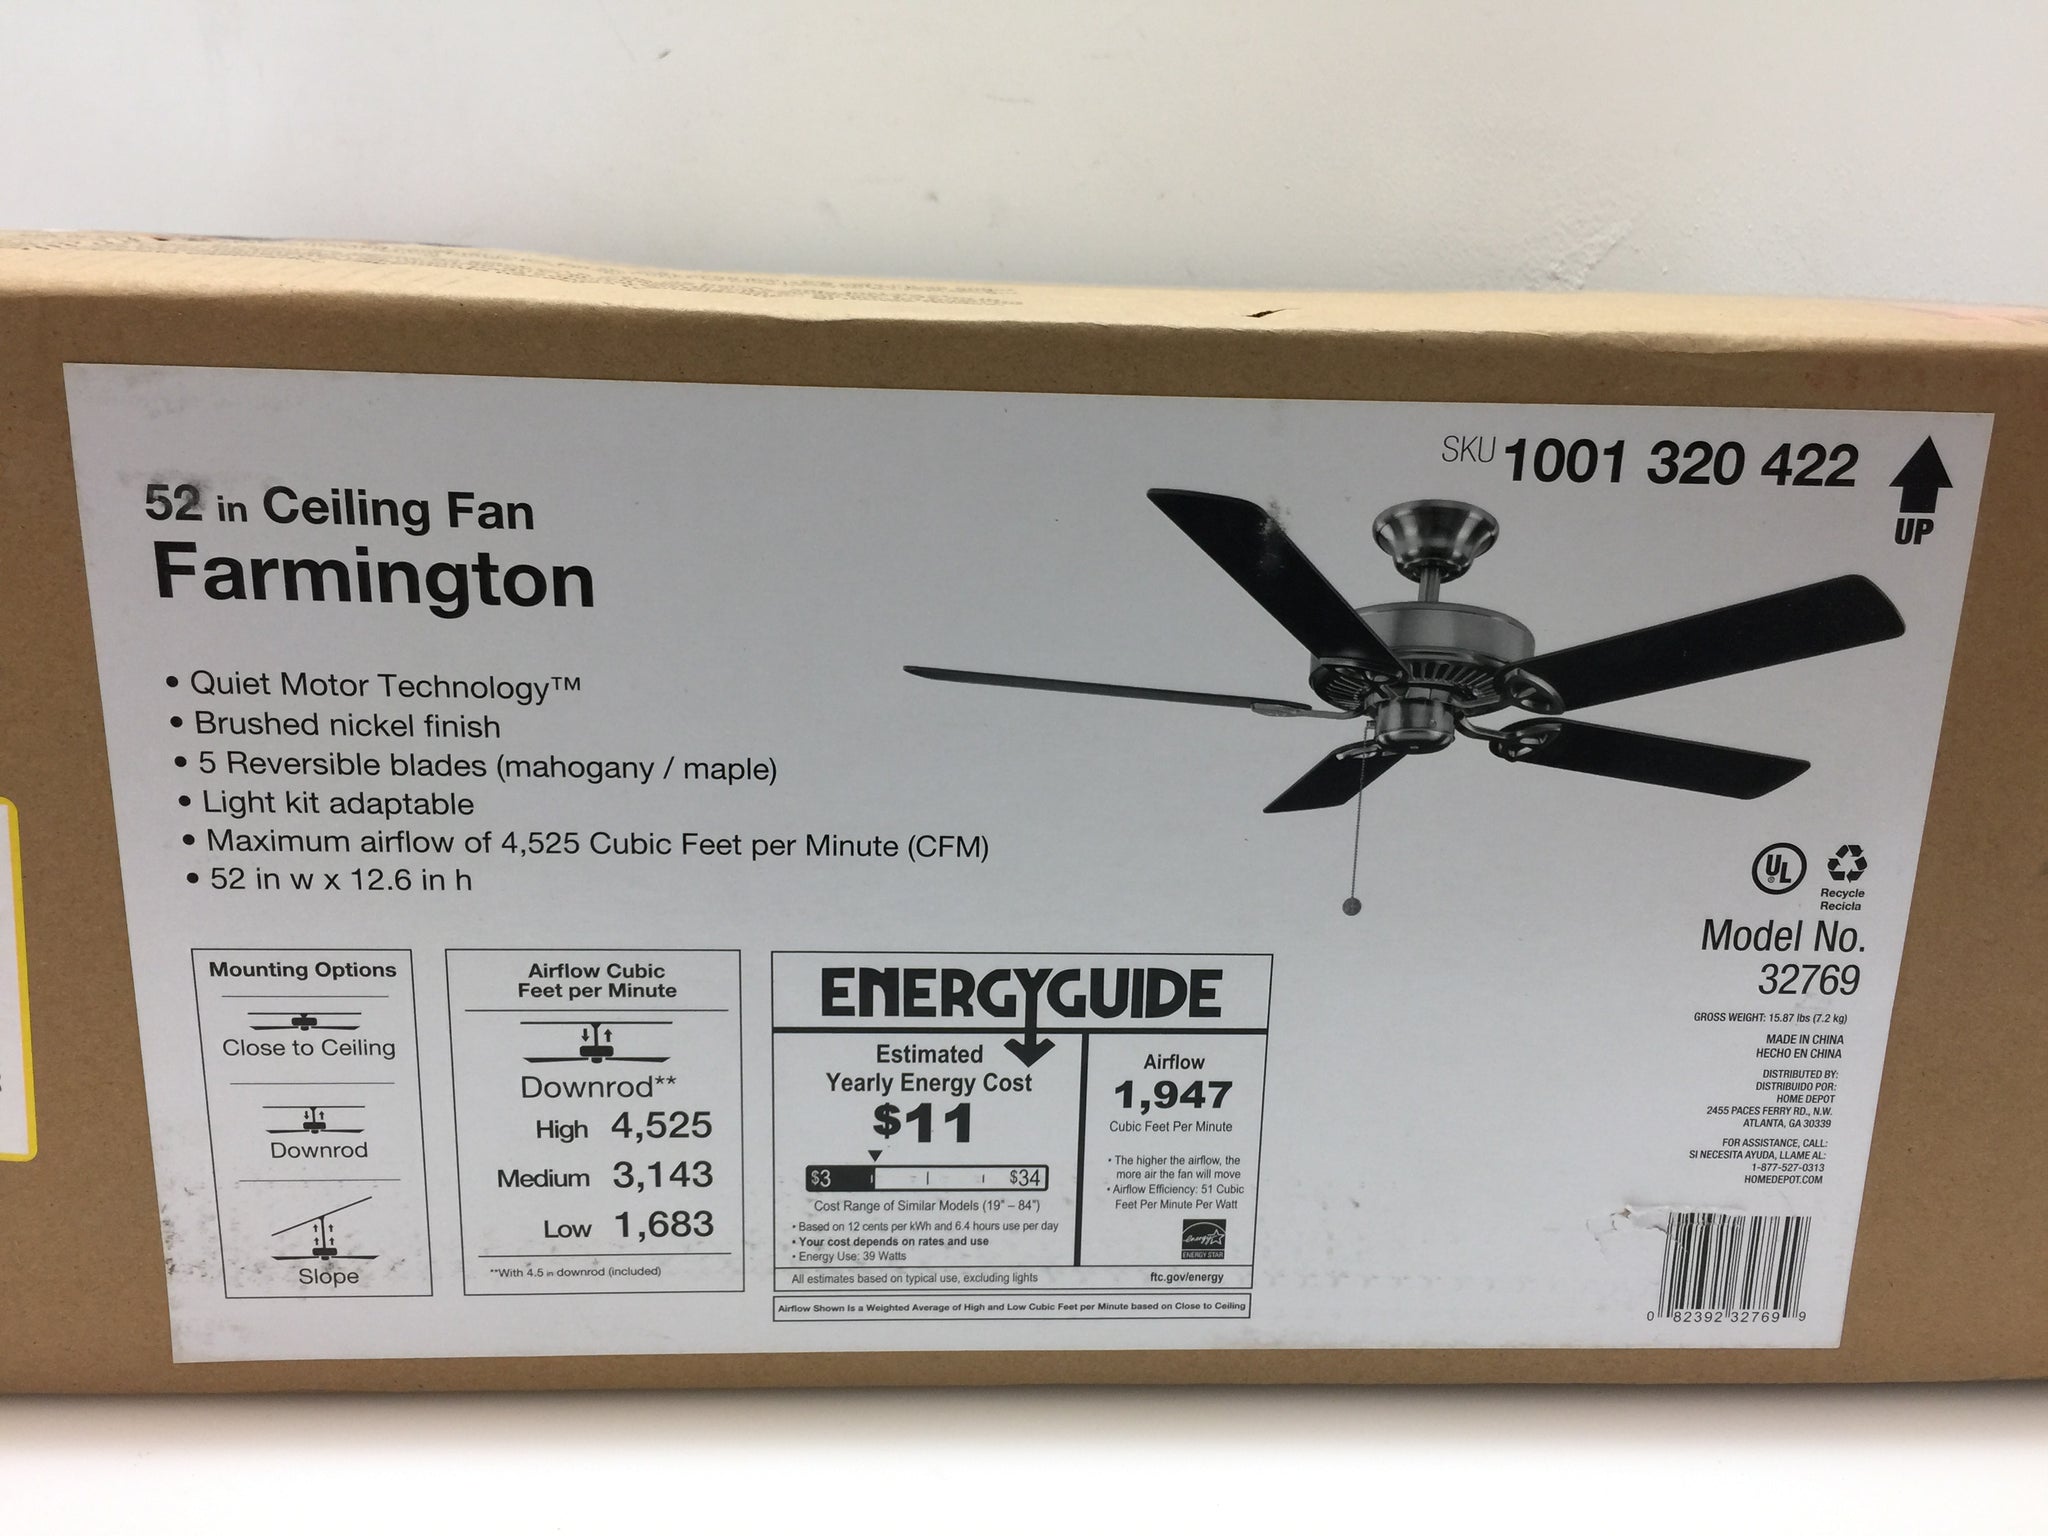 SKU 1001 320 422
UP
52 in Ceiling Fan
Farmington
• Quiet Motor Technology™
• Brushed nickel finish
• 5 Reversible blades (mahogany / maple)
• Light kit adaptable
• Maximum airflow of 4,525 Cubic Feet per Minute (CFM)
• 52 in w x 12.6 in h
Mounting Options
Close to Ceiling
Downrod
Slope
Airflow Cubic
Feet per Minute
Downrod**
High 4,525
Medium 3,143
Low 1,683
**With 4.5 in downrod (included)
ENERGYGUIDE
Estimated
Yearly Energy Cost
$11
$3 $34
Cost Range of Similar Models (19" – 84")
• Based on 12 cents per kWh and 6.4 hours use per day
• Your cost depends on rates and use
• Energy Use: 39 Watts
Airflow
1,947
Cubic Feet Per Minute
• The higher the airflow, the
more air the fan will move
• Airflow Efficiency: 51 Cubic
Feet Per Minute Per Watt
energy
ENERGY STAR
All estimates based on typical use, excluding lights
ftc.gov/energy
Airflow Shown Is a Weighted Average of High and Low Cubic Feet per Minute based on Close to Ceiling
UL
Recycle
Recicla
Model No.
32769
GROSS WEIGHT: 15.87 lbs (7.2 kg)
MADE IN CHINA
HECHO EN CHINA
DISTRIBUTED BY:
DISTRIBUIDO POR:
HOME DEPOT
2455 PACES FERRY RD., N.W.
ATLANTA, GA 30339
FOR ASSISTANCE, CALL:
SI NECESITA AYUDA, LLAME AL:
1-877-527-0313
HOMEDEPOT.COM
0 82392 32769 9